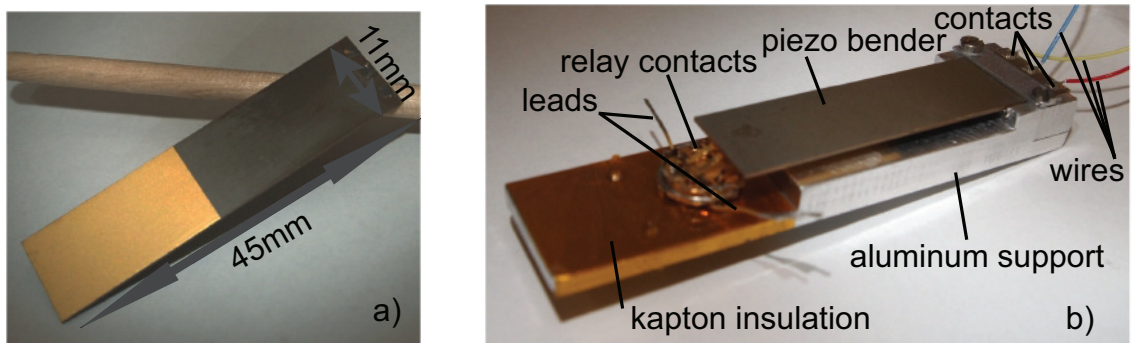 11mm
45mm
a)
contacts
piezo bender
relay contacts
leads
wires
aluminum support
kapton insulation
b)